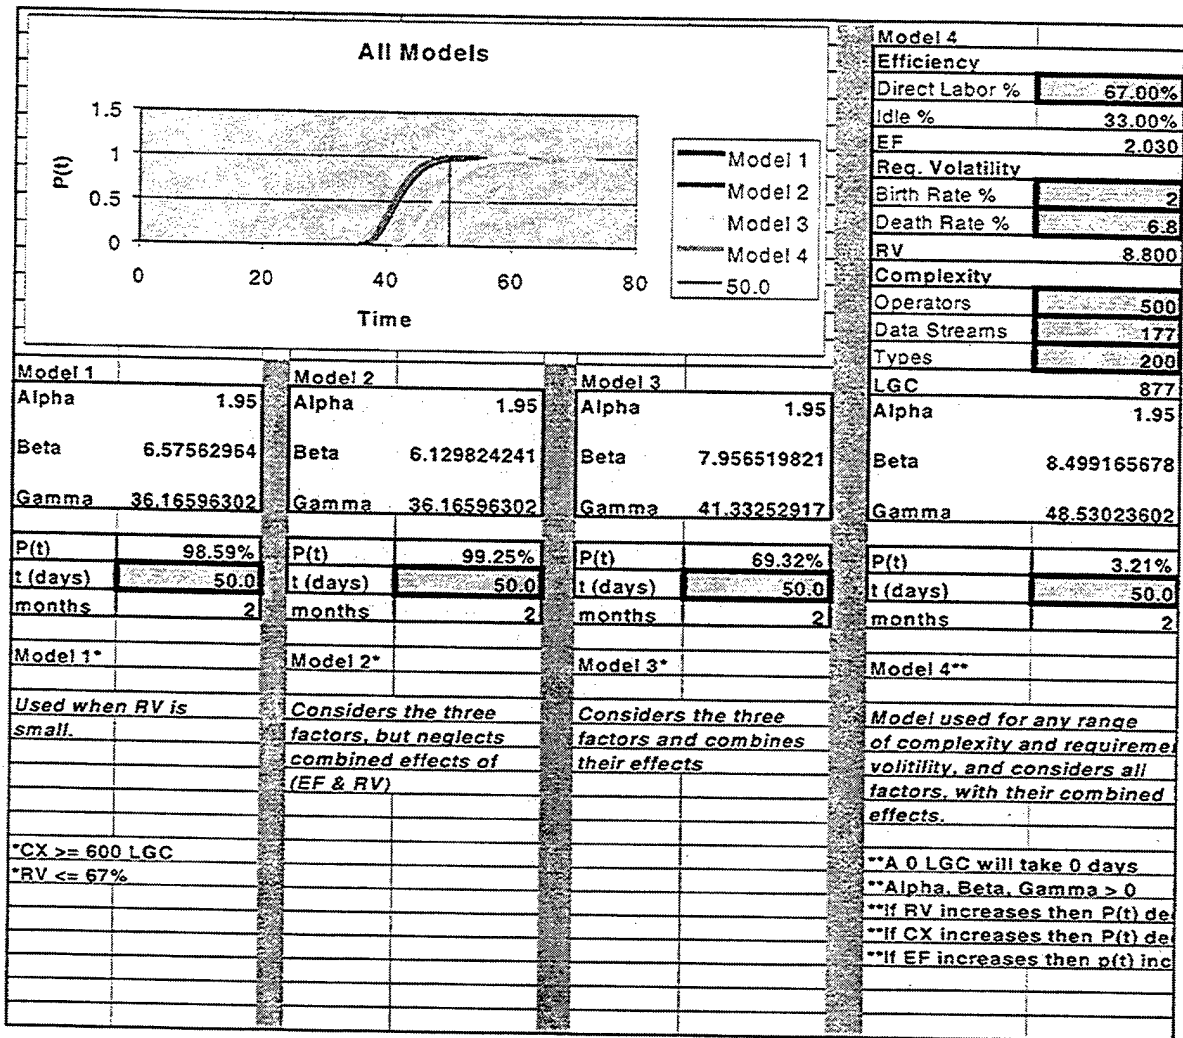 All Models
P(t)
1.5
1
0.5
0
0 20 40 60 80
Time
Model 1
Model 2
Model 3
Model 4
50.0
Model 4
Efficiency
Direct Labor % 67.00%
Idle % 33.00%
EF 2.030
Req. Volatility
Birth Rate % 2
Death Rate % 6.8
RV 8.800
Complexity
Operators 500
Data Streams 177
Types 200
LGC 877
Alpha 1.95
Beta 8.499165678
Gamma 48.53023602
P(t) 3.21%
t (days) 50.0
months 2
Model 1
Alpha 1.95
Beta 6.57562964
Gamma 36.16596302
P(t) 98.59%
t (days) 50.0
months 2
Model 2
Alpha 1.95
Beta 6.129824241
Gamma 36.16596302
P(t) 99.25%
t (days) 50.0
months 2
Model 3
Alpha 1.95
Beta 7.956519821
Gamma 41.33252917
P(t) 69.32%
t (days) 50.0
months 2
Model 1*
Used when RV is
small.
*CX >= 600 LGC
*RV <= 67%
Model 2*
Considers the three
factors, but neglects
combined effects of
(EF & RV)
Model 3*
Considers the three
factors and combines
their effects
Model 4**
Model used for any range
of complexity and requiremen
volitility, and considers all
factors, with their combined
effects.
**A 0 LGC will take 0 days
**Alpha, Beta, Gamma > 0
**If RV increases then P(t) de
**If CX increases then P(t) de
**If EF increases then p(t) inc